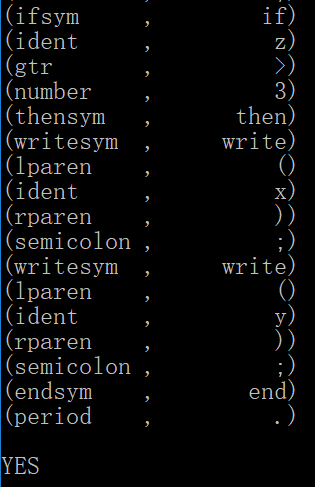 (ifsym , if)
(ident , z)
(gtr , >)
(number , 3)
(thensym , then)
(writesym , write)
(lparen , ()
(ident , x)
(rparen , ))
(semicolon , ;)
(writesym , write)
(lparen , ()
(ident , y)
(rparen , ))
(semicolon , ;)
(endsym , end)
(period , .)
YES